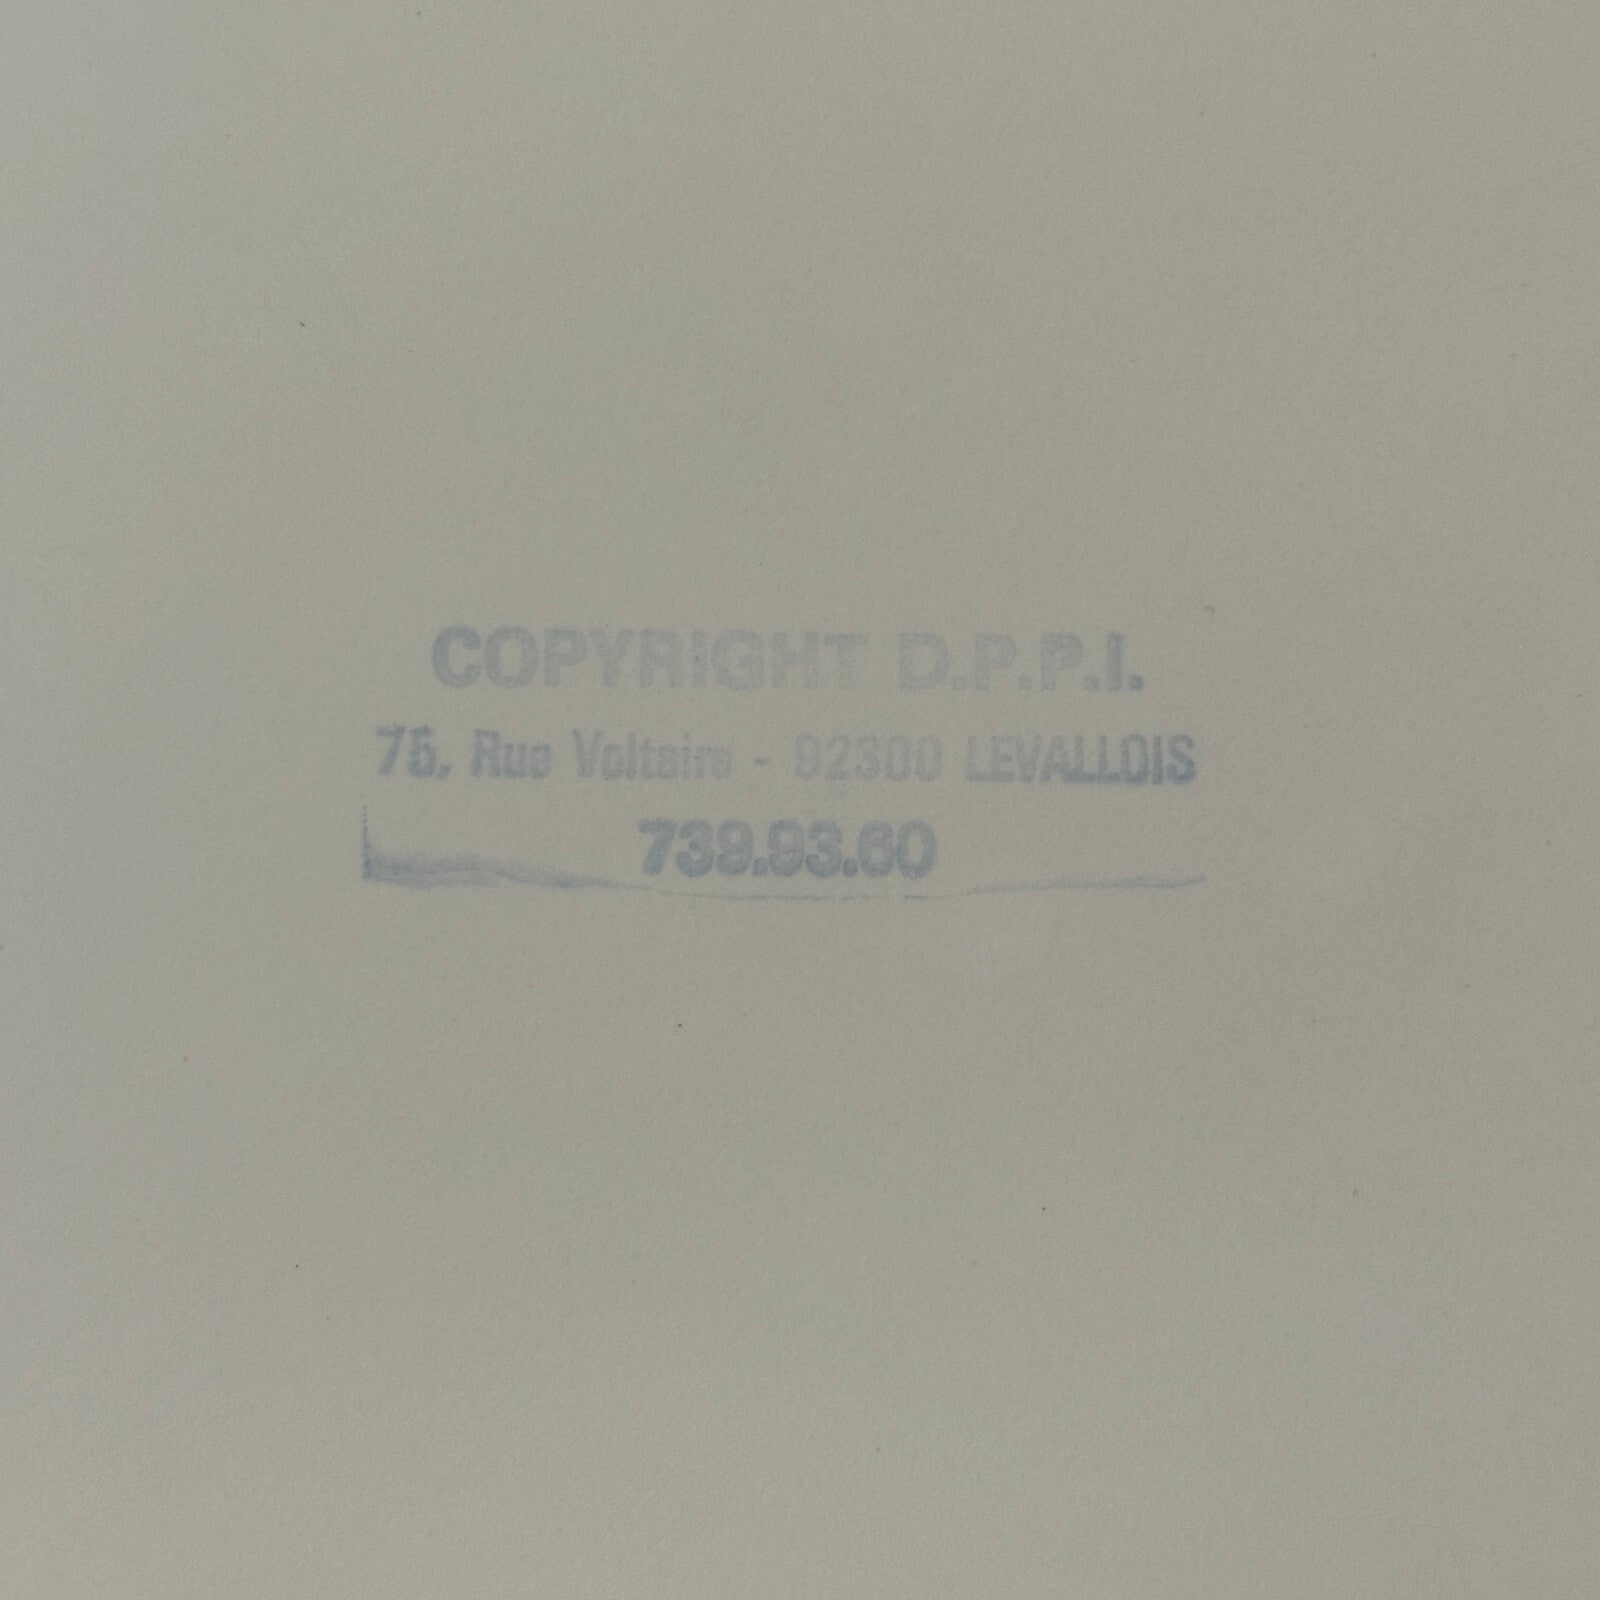 COPYRIGHT D.P.P.I.
75, Rue Voltaire - 92300 LEVALLOIS
739.93.60